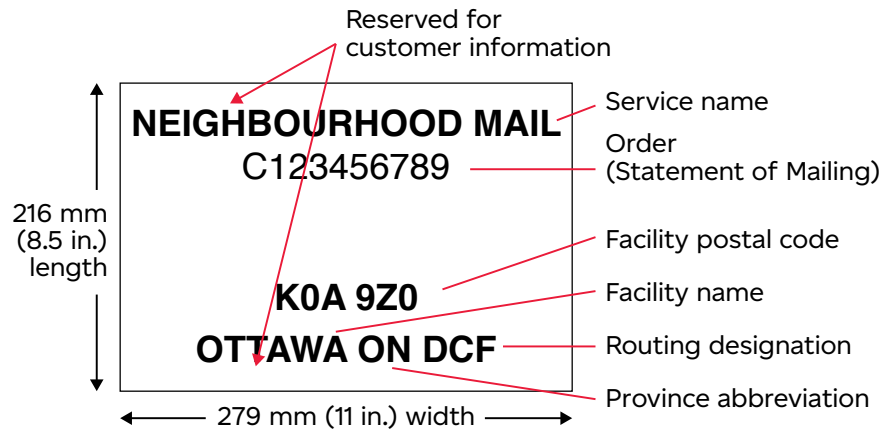 Reserved for
customer information
NEIGHBOURHOOD MAIL
C123456789
K0A 9Z0
OTTAWA ON DCF
Service name
Order
(Statement of Mailing)
Facility postal code
Facility name
Routing designation
Province abbreviation
216 mm
(8.5 in.)
length
279 mm (11 in.) width